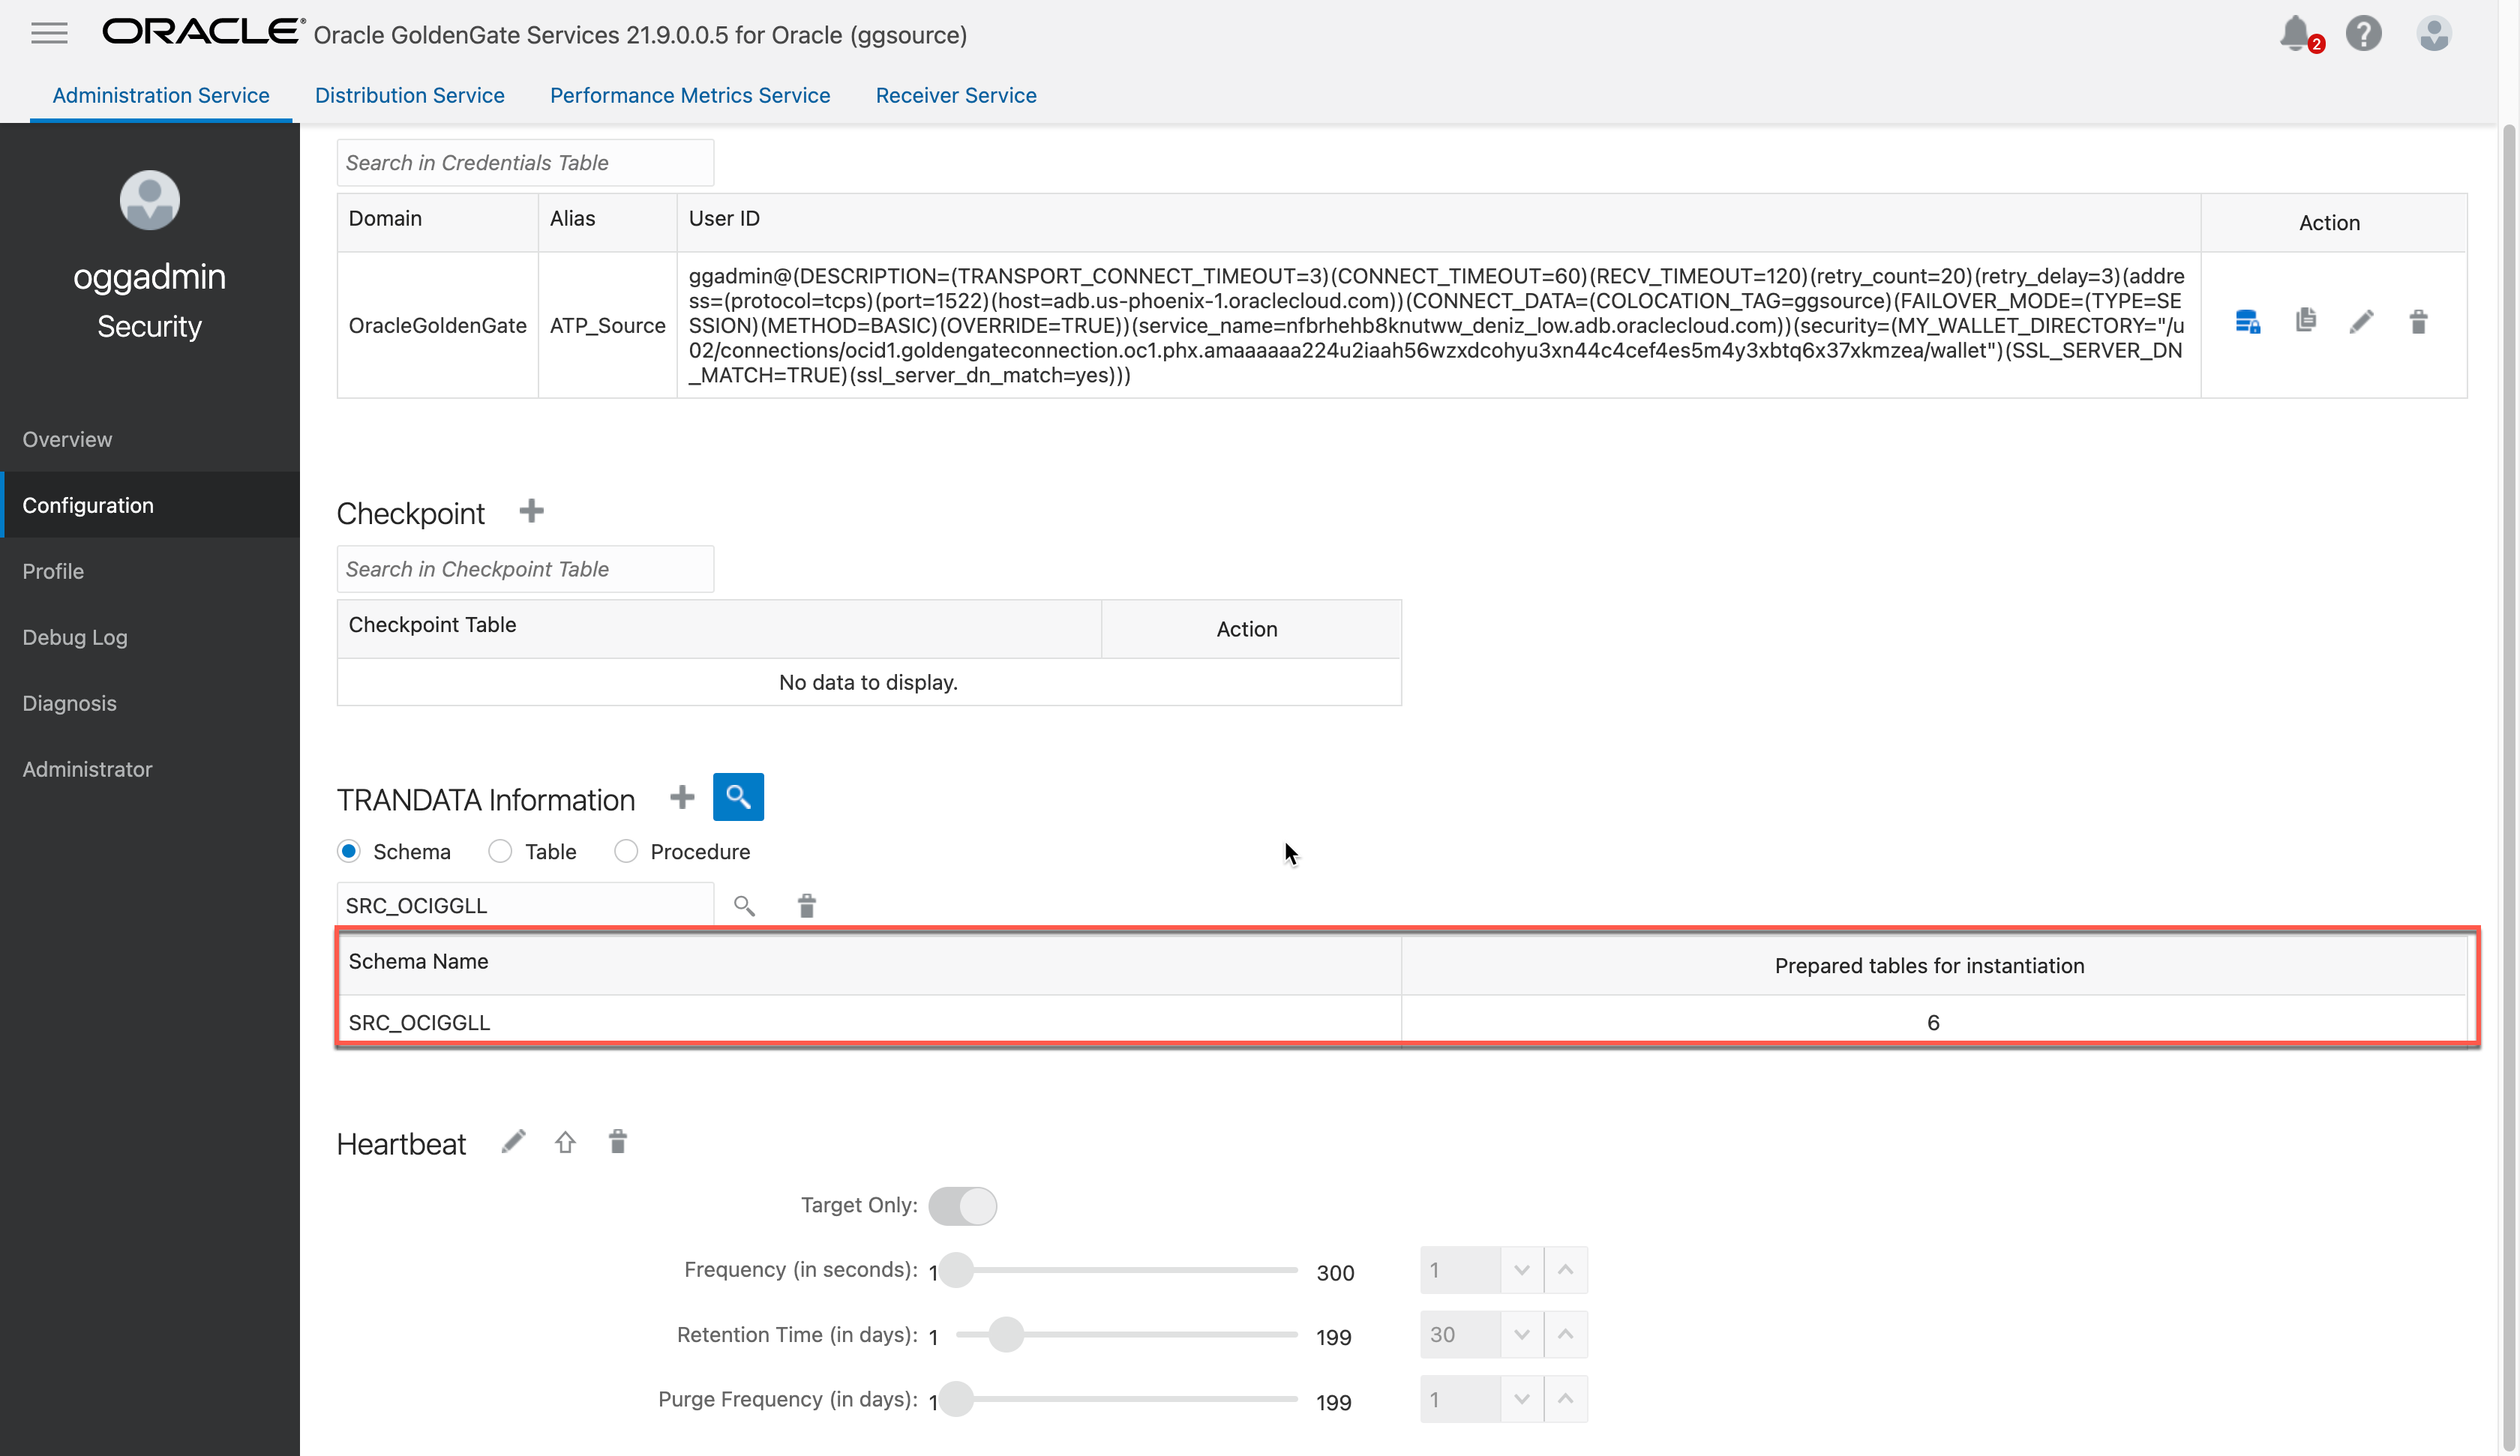 ORACLE® Oracle GoldenGate Services 21.9.0.0.5 for Oracle (ggsource)
2
?
Administration Service
Distribution Service
Performance Metrics Service
Receiver Service
oggadmin
Security
Overview
Configuration
Profile
Debug Log
Diagnosis
Administrator
Search in Credentials Table
Domain
Alias
User ID
Action
OracleGoldenGate
ATP_Source
ggadmin@(DESCRIPTION=(TRANSPORT_CONNECT_TIMEOUT=3)(CONNECT_TIMEOUT=60)(RECV_TIMEOUT=120)(retry_count=20)(retry_delay=3)(addre
ss=(protocol=tcps)(port=1522)(host=adb.us-phoenix-1.oraclecloud.com))(CONNECT_DATA=(COLOCATION_TAG=ggsource)(FAILOVER_MODE=(TYPE=SE
SSION)(METHOD=BASIC)(OVERRIDE=TRUE))(service_name=nfbrhehb8knutww_deniz_low.adb.oraclecloud.com))(security=(MY_WALLET_DIRECTORY="/u
02/connections/ocid1.goldengateconnection.oc1.phx.amaaaaaa224u2iaah56wzxdcohyu3xn44c4cef4es5m4y3xbtq6x37xkmzea/wallet")(SSL_SERVER_DN
_MATCH=TRUE)(ssl_server_dn_match=yes)))
Checkpoint
Search in Checkpoint Table
Checkpoint Table
Action
No data to display.
TRANDATA Information
Schema
Table
Procedure
SRC_OCIGGLL
Schema Name
Prepared tables for instantiation
SRC_OCIGGLL
6
Heartbeat
Target Only:
Frequency (in seconds): 1 300 1
Retention Time (in days): 1 199 30
Purge Frequency (in days): 1 199 1